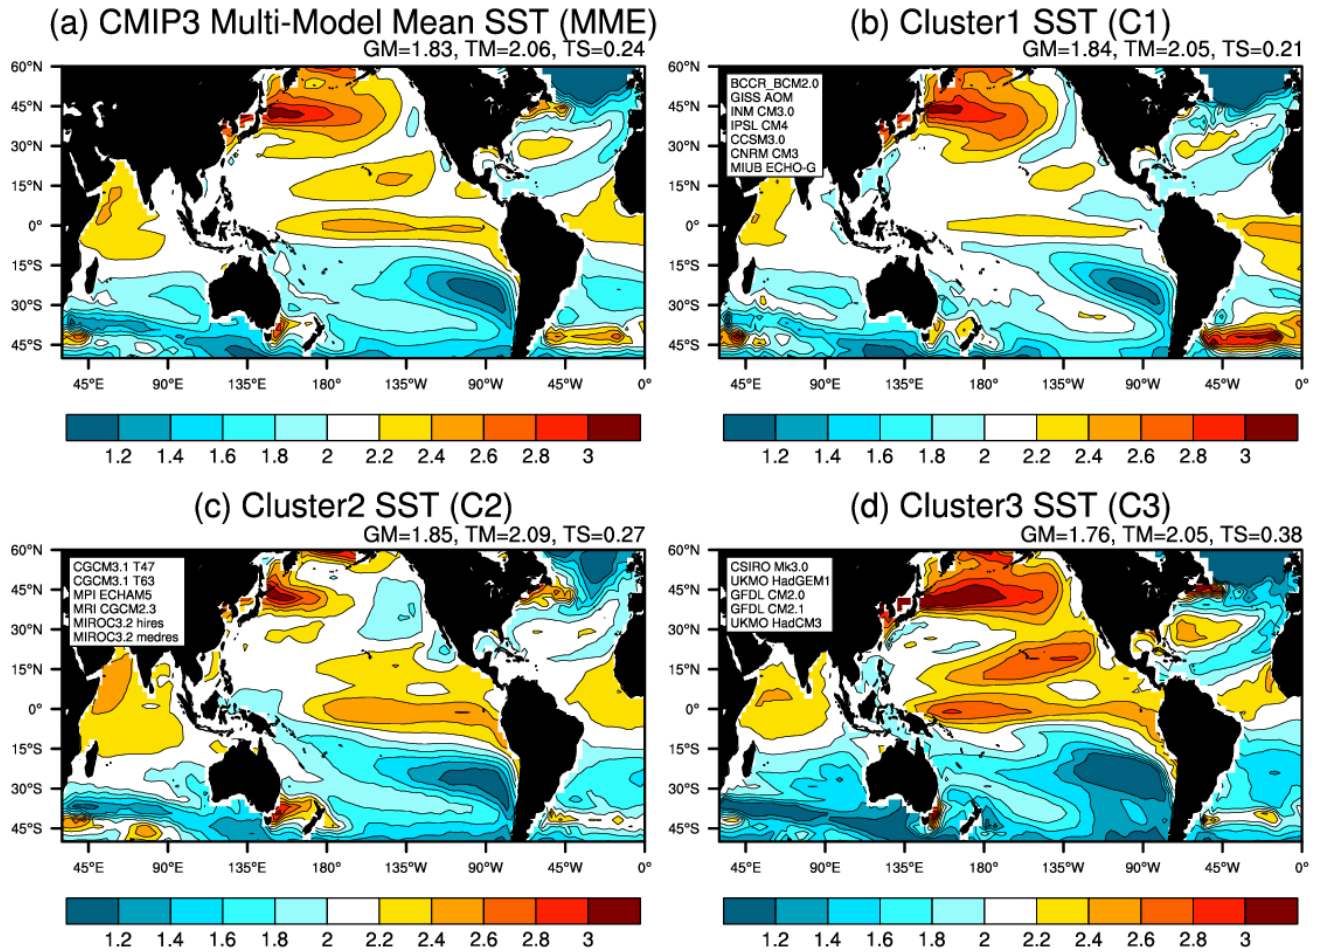 (a) CMIP3 Multi-Model Mean SST (MME)
GM=1.83, TM=2.06, TS=0.24
60°N
45°N
30°N
15°N
0°
15°S
30°S
45°S
45°E 90°E 135°E 180° 135°W 90°W 45°W 0°
1.2 1.4 1.6 1.8 2 2.2 2.4 2.6 2.8 3
(b) Cluster1 SST (C1)
GM=1.84, TM=2.05, TS=0.21
BCCR_BCM2.0
GISS AOM
INM CM3.0
IPSL CM4
CCSM3.0
CNRM CM3
MIUB ECHO-G
60°N
45°N
30°N
15°N
0°
15°S
30°S
45°S
45°E 90°E 135°E 180° 135°W 90°W 45°W 0°
1.2 1.4 1.6 1.8 2 2.2 2.4 2.6 2.8 3
(c) Cluster2 SST (C2)
GM=1.85, TM=2.09, TS=0.27
CGCM3.1 T47
CGCM3.1 T63
MPI ECHAM5
MRI CGCM2.3
MIROC3.2 hires
MIROC3.2 medres
60°N
45°N
30°N
15°N
0°
15°S
30°S
45°S
45°E 90°E 135°E 180° 135°W 90°W 45°W 0°
1.2 1.4 1.6 1.8 2 2.2 2.4 2.6 2.8 3
(d) Cluster3 SST (C3)
GM=1.76, TM=2.05, TS=0.38
CSIRO Mk3.0
UKMO HadGEM1
GFDL CM2.0
GFDL CM2.1
UKMO HadCM3
60°N
45°N
30°N
15°N
0°
15°S
30°S
45°S
45°E 90°E 135°E 180° 135°W 90°W 45°W 0°
1.2 1.4 1.6 1.8 2 2.2 2.4 2.6 2.8 3